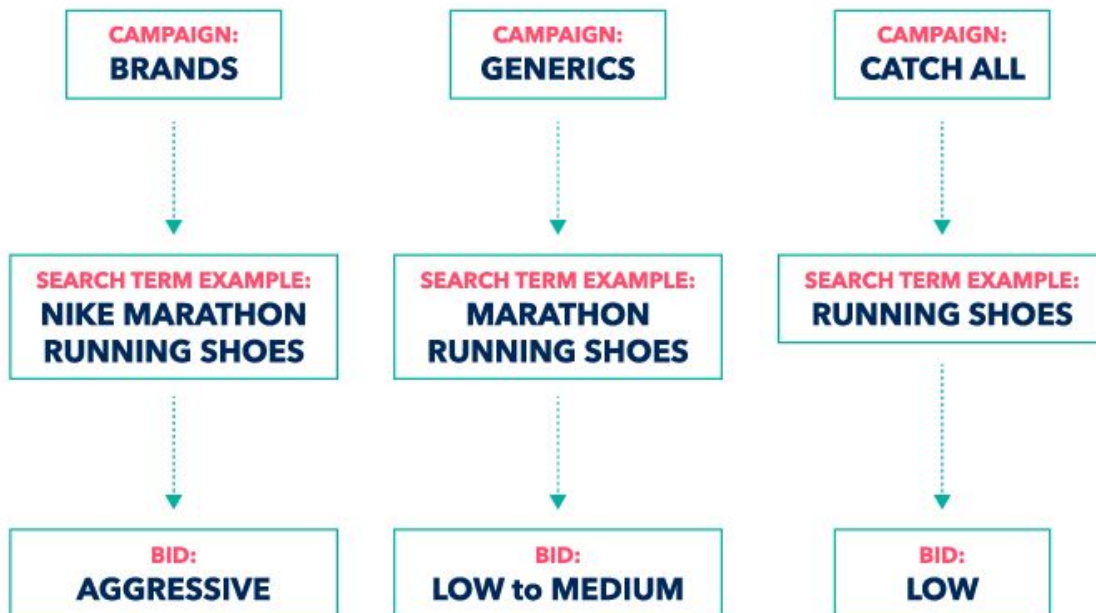 CAMPAIGN:
BRANDS
CAMPAIGN:
GENERICS
CAMPAIGN:
CATCH ALL
SEARCH TERM EXAMPLE:
NIKE MARATHON
RUNNING SHOES
SEARCH TERM EXAMPLE:
MARATHON
RUNNING SHOES
SEARCH TERM EXAMPLE:
RUNNING SHOES
BID:
AGGRESSIVE
BID:
LOW to MEDIUM
BID:
LOW